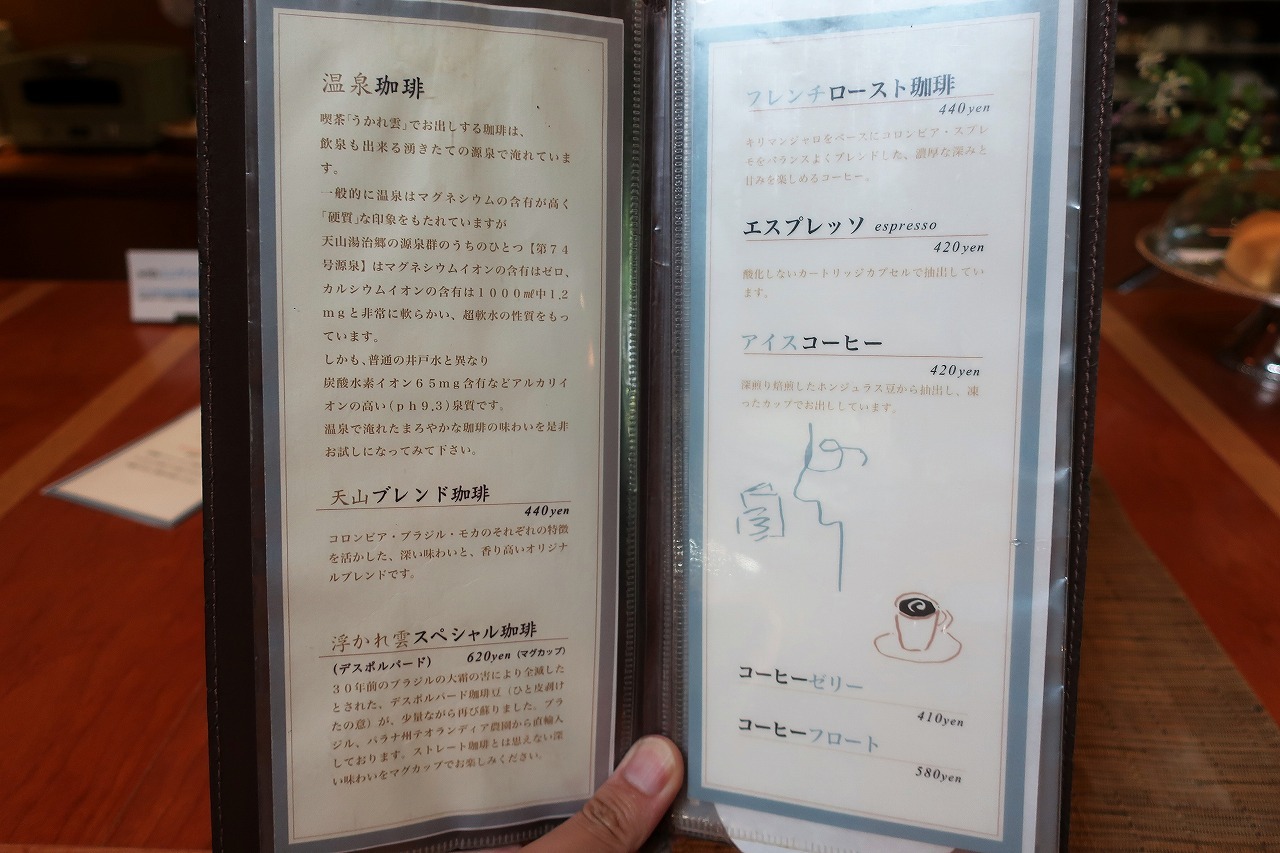 温泉珈琲
喫茶「うかれ雲」でお出しする珈琲は、
飲泉も出来る湧きたての源泉で淹れていま
す。
一般的に温泉はマグネシウムの含有が高く
「硬質」な印象をもたれていますが
天山湯治郷の源泉群のうちのひとつ【第７４
号源泉】はマグネシウムイオンの含有はゼロ、
カルシウムイオンの含有は１０００㎖中１.２
ｍｇと非常に軟らかい、超軟水の性質をもっ
ています。
しかも、普通の井戸水と異なり
炭酸水素イオン６５ｍｇ含有などアルカリイ
オンの高い（ｐｈ９.３）泉質です。
温泉で淹れたまろやかな珈琲の味わいを是非
お試しになってみて下さい。
天山ブレンド珈琲
440yen
コロンビア・ブラジル・モカのそれぞれの特徴
を活かした、深い味わいと、香り高いオリジナ
ルブレンドです。
浮かれ雲スペシャル珈琲
（デスポルパード） 620yen（マグカップ）
３０年前のブラジルの大霜の害により全滅した
とされた、デスポルパード珈琲豆（ひと皮剥け
たの意）が、少量ながら再び蘇りました。ブラ
ジル、パラナ州テオランディア農園から直輸入
しております。ストレート珈琲とは思えない深
い味わいをマグカップでお楽しみください。
フレンチロースト珈琲
440yen
キリマンジャロをベースにコロンビア・スプレ
モをバランスよくブレンドした、濃厚な深みと
甘みを楽しめるコーヒー。
エスプレッソ espresso
420yen
酸化しないカートリッジカプセルで抽出してい
ます。
アイスコーヒー
420yen
深煎り焙煎したホンジュラス豆から抽出し、凍
ったカップでお出ししています。
コーヒーゼリー
410yen
コーヒーフロート
580yen